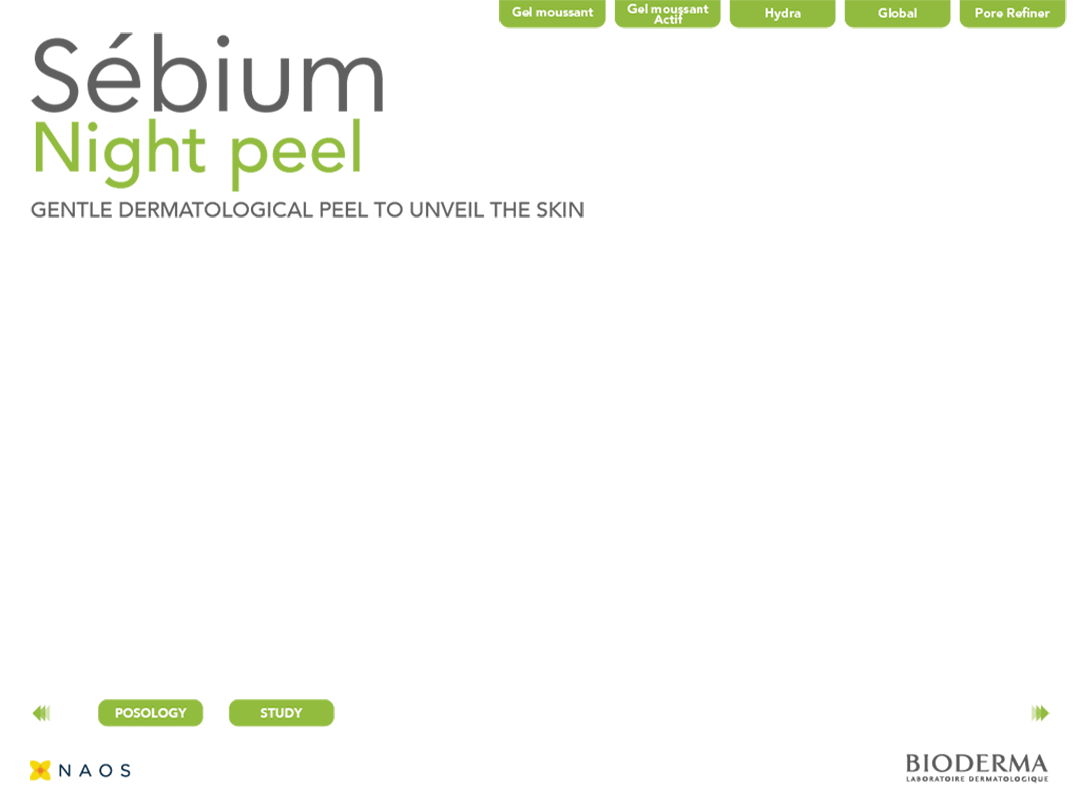 Gel moussant
Gel moussant
Actif
Hydra
Global
Pore Refiner
Sébium
Night peel
GENTLE DERMATOLOGICAL PEEL TO UNVEIL THE SKIN
POSOLOGY
STUDY
NAOS
BIODERMA
LABORATOIRE DERMATOLOGIQUE